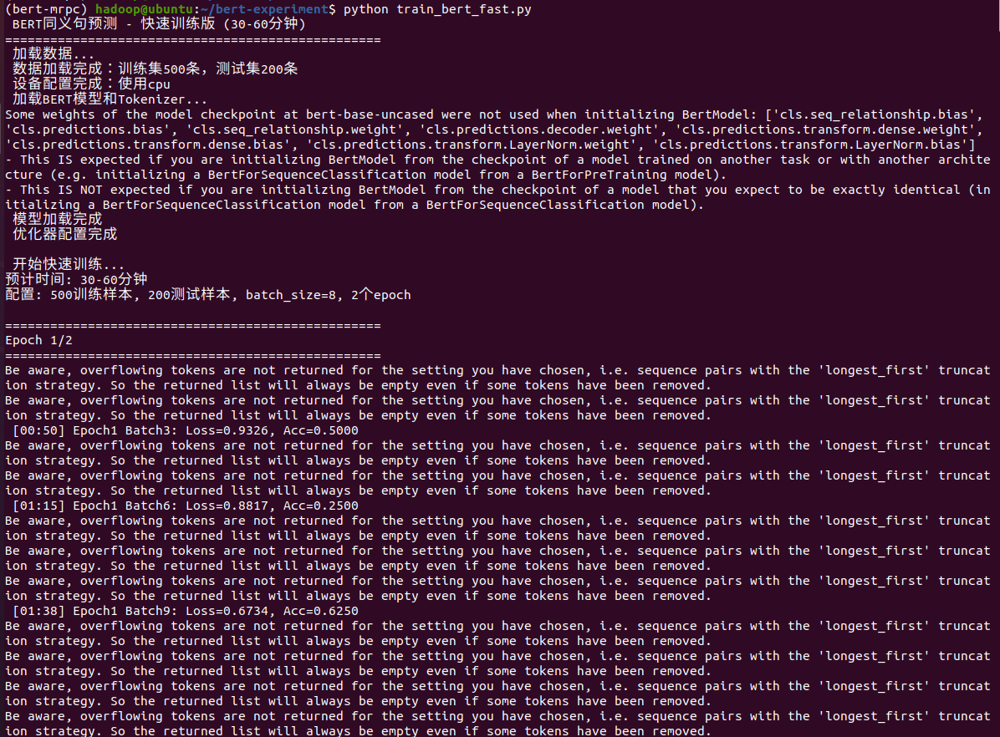 (bert-mrpc) hadoop@ubuntu:~/bert-experiment$ python train_bert_fast.py
BERT同义句预测 - 快速训练版 (30-60分钟)
==================================================
加载数据...
数据加载完成：训练集500条，测试集200条
设备配置完成：使用cpu
加载BERT模型和Tokenizer...
Some weights of the model checkpoint at bert-base-uncased were not used when initializing BertModel: ['cls.seq_relationship.bias',
'cls.predictions.bias', 'cls.seq_relationship.weight', 'cls.predictions.decoder.weight', 'cls.predictions.transform.dense.weight',
'cls.predictions.transform.dense.bias', 'cls.predictions.transform.LayerNorm.weight', 'cls.predictions.transform.LayerNorm.bias']
- This IS expected if you are initializing BertModel from the checkpoint of a model trained on another task or with another archite
cture (e.g. initializing a BertForSequenceClassification model from a BertForPreTraining model).
- This IS NOT expected if you are initializing BertModel from the checkpoint of a model that you expect to be exactly identical (in
itializing a BertForSequenceClassification model from a BertForSequenceClassification model).
模型加载完成
优化器配置完成
开始快速训练...
预计时间: 30-60分钟
配置: 500训练样本, 200测试样本, batch_size=8, 2个epoch
==================================================
Epoch 1/2
==================================================
Be aware, overflowing tokens are not returned for the setting you have chosen, i.e. sequence pairs with the 'longest_first' truncat
ion strategy. So the returned list will always be empty even if some tokens have been removed.
Be aware, overflowing tokens are not returned for the setting you have chosen, i.e. sequence pairs with the 'longest_first' truncat
ion strategy. So the returned list will always be empty even if some tokens have been removed.
[00:50] Epoch1 Batch3: Loss=0.9326, Acc=0.5000
Be aware, overflowing tokens are not returned for the setting you have chosen, i.e. sequence pairs with the 'longest_first' truncat
ion strategy. So the returned list will always be empty even if some tokens have been removed.
Be aware, overflowing tokens are not returned for the setting you have chosen, i.e. sequence pairs with the 'longest_first' truncat
ion strategy. So the returned list will always be empty even if some tokens have been removed.
[01:15] Epoch1 Batch6: Loss=0.8817, Acc=0.2500
Be aware, overflowing tokens are not returned for the setting you have chosen, i.e. sequence pairs with the 'longest_first' truncat
ion strategy. So the returned list will always be empty even if some tokens have been removed.
Be aware, overflowing tokens are not returned for the setting you have chosen, i.e. sequence pairs with the 'longest_first' truncat
ion strategy. So the returned list will always be empty even if some tokens have been removed.
Be aware, overflowing tokens are not returned for the setting you have chosen, i.e. sequence pairs with the 'longest_first' truncat
ion strategy. So the returned list will always be empty even if some tokens have been removed.
[01:38] Epoch1 Batch9: Loss=0.6734, Acc=0.6250
Be aware, overflowing tokens are not returned for the setting you have chosen, i.e. sequence pairs with the 'longest_first' truncat
ion strategy. So the returned list will always be empty even if some tokens have been removed.
Be aware, overflowing tokens are not returned for the setting you have chosen, i.e. sequence pairs with the 'longest_first' truncat
ion strategy. So the returned list will always be empty even if some tokens have been removed.
Be aware, overflowing tokens are not returned for the setting you have chosen, i.e. sequence pairs with the 'longest_first' truncat
ion strategy. So the returned list will always be empty even if some tokens have been removed.
Be aware, overflowing tokens are not returned for the setting you have chosen, i.e. sequence pairs with the 'longest_first' truncat
ion strategy. So the returned list will always be empty even if some tokens have been removed.